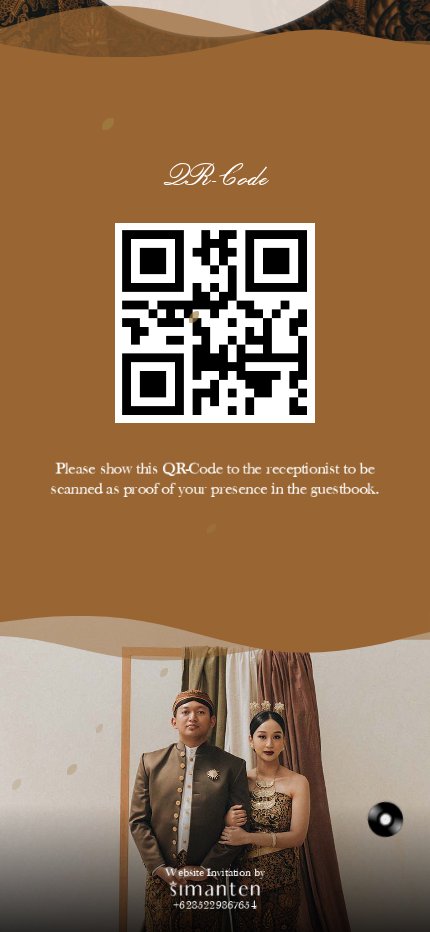 QR-Code
Please show this QR-Code to the receptionist to be
scanned as proof of your presence in the guestbook.
Website Invitation by
simanten
+6285229867654